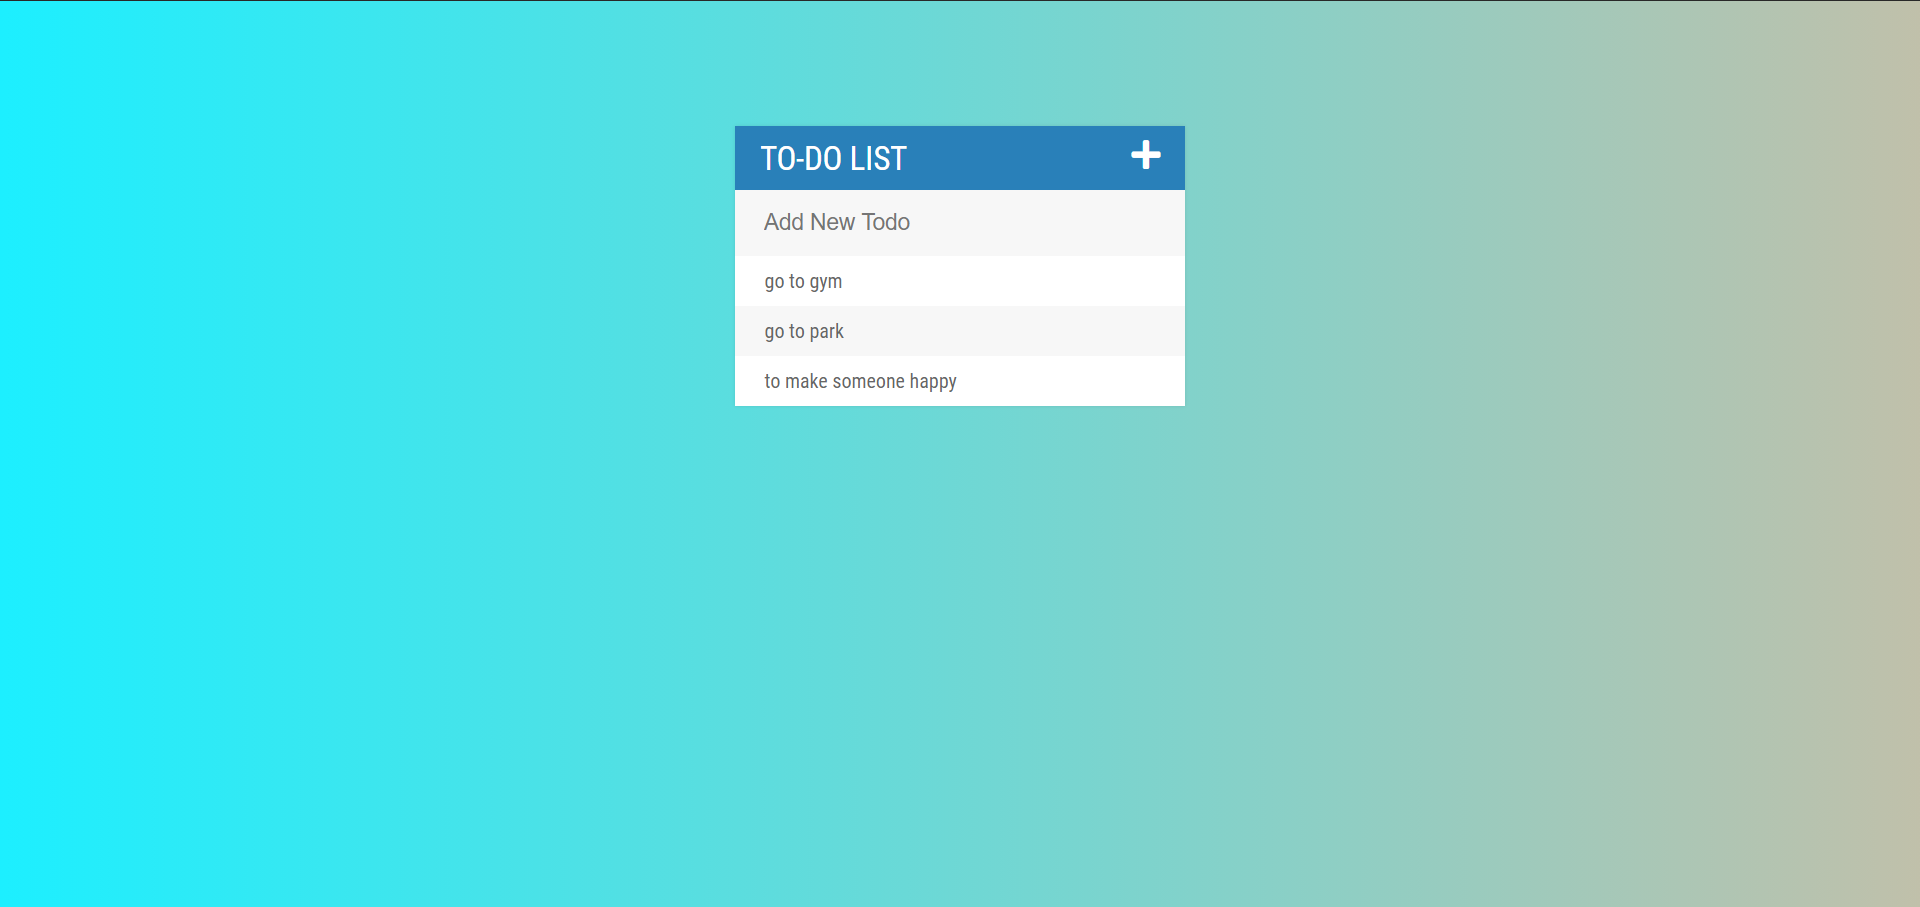 TO-DO LIST
Add New Todo
go to gym
go to park
to make someone happy